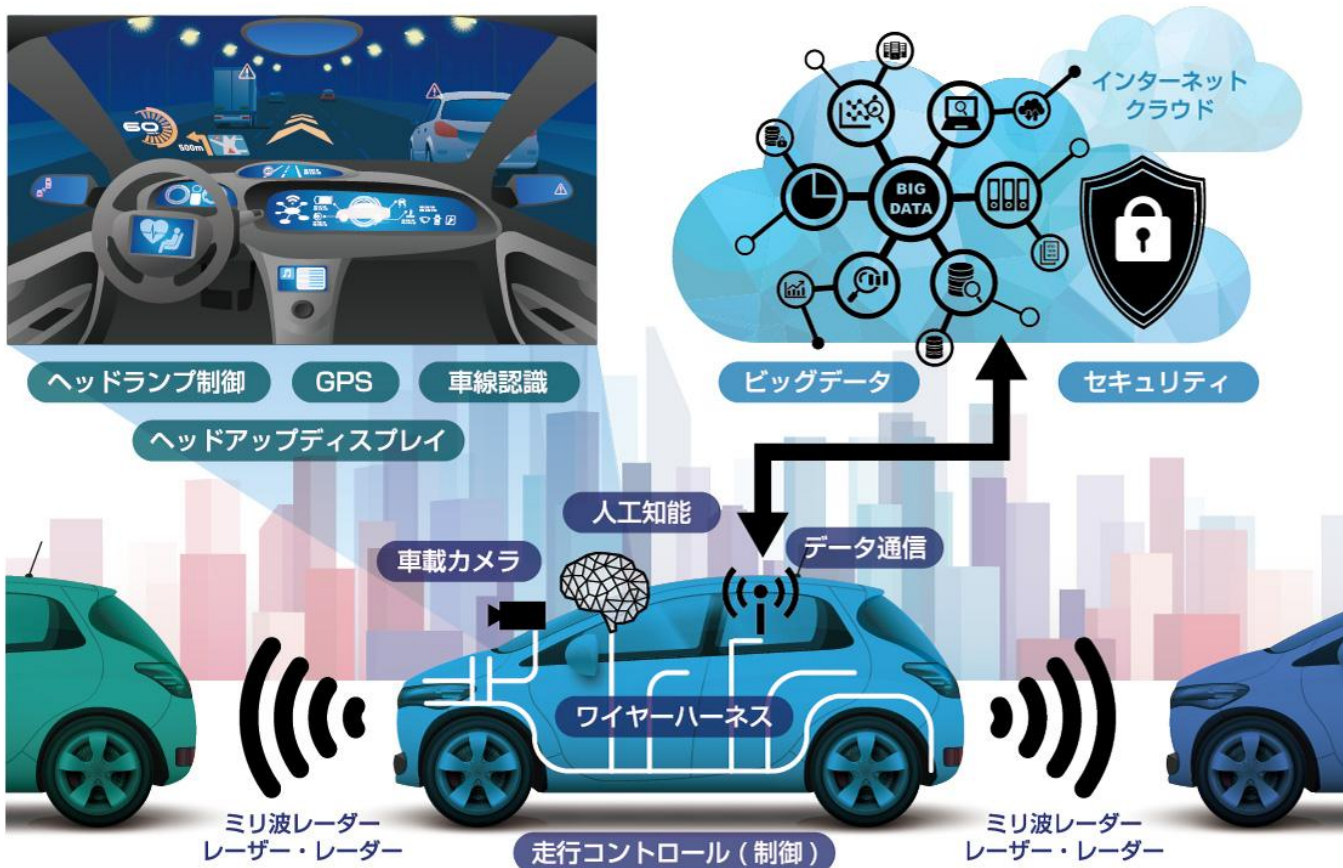 インターネット
クラウド
BIG
DATA
60
500m
ヘッドランプ制御
GPS
車線認識
ヘッドアップディスプレイ
ビッグデータ
セキュリティ
人工知能
車載カメラ
データ通信
ワイヤーハーネス
ミリ波レーダー
レーザー・レーダー
走行コントロール ( 制御 )
ミリ波レーダー
レーザー・レーダー